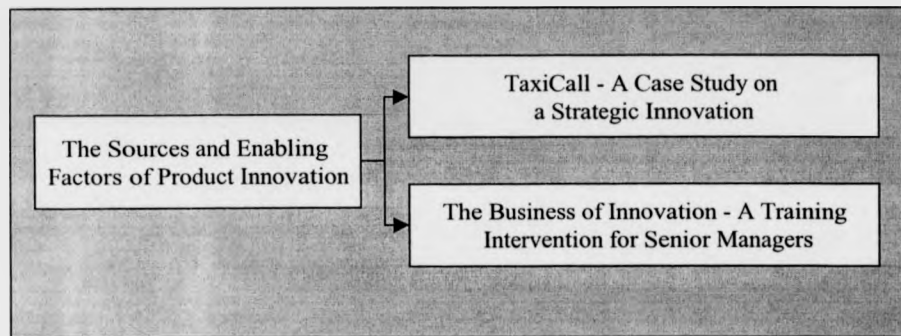 The Sources and Enabling
Factors of Product Innovation
TaxiCall - A Case Study on
a Strategic Innovation
The Business of Innovation - A Training
Intervention for Senior Managers